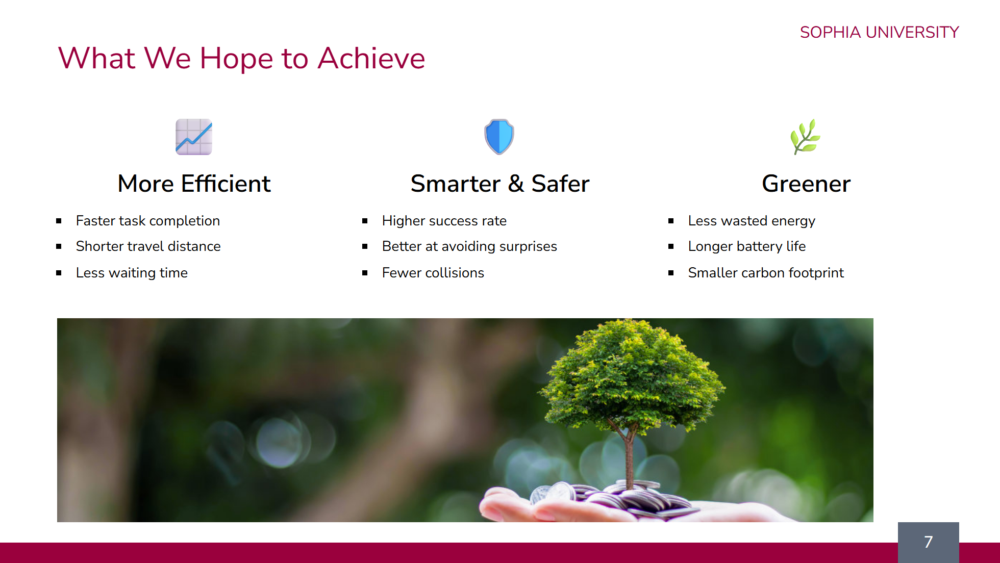 SOPHIA UNIVERSITY
What We Hope to Achieve
More Efficient
Faster task completion
Shorter travel distance
Less waiting time
Smarter & Safer
Higher success rate
Better at avoiding surprises
Fewer collisions
Greener
Less wasted energy
Longer battery life
Smaller carbon footprint
7